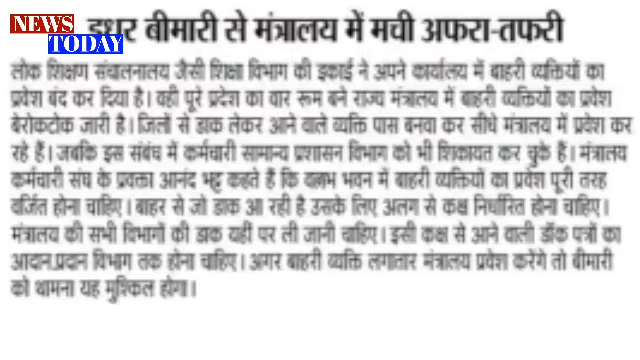 NEWS
TODAY
इधर बीमारी से मंत्रालय में मची अफरा-तफरी
लोक शिक्षण संचालनालय जैसी शिक्षा विभाग की इकाई ने अपने कार्यालय में बाहरी व्यक्तियों का
प्रवेश बंद कर दिया है। वही पूरे प्रदेश का वार रूम बने राज्य मंत्रालय में बाहरी व्यक्तियों का प्रवेश
बेरोकटोक जारी है। जिलों से डाक लेकर आने वाले व्यक्ति पास बनवा कर सीधे मंत्रालय में प्रवेश कर
रहे हैं। जबकि इस संबंध में कर्मचारी सामान्य प्रशासन विभाग को भी शिकायत कर चुके हैं। मंत्रालय
कर्मचारी संघ के प्रवक्ता आनंद भट्ट कहते हैं कि वल्लभ भवन में बाहरी व्यक्तियों का प्रवेश पूरी तरह
वर्जित होना चाहिए। बाहर से जो डाक आ रही है उसके लिए अलग से कक्ष निर्धारित होना चाहिए।
मंत्रालय की सभी विभागों की डाक यहीं पर ली जानी चाहिए। इसी कक्ष से आने वाली डॉक पत्रों का
आदान.प्रदान विभाग तक होना चाहिए। अगर बाहरी व्यक्ति लगातार मंत्रालय प्रवेश करेंगे तो बीमारी
को थामना यह मुश्किल होगा।